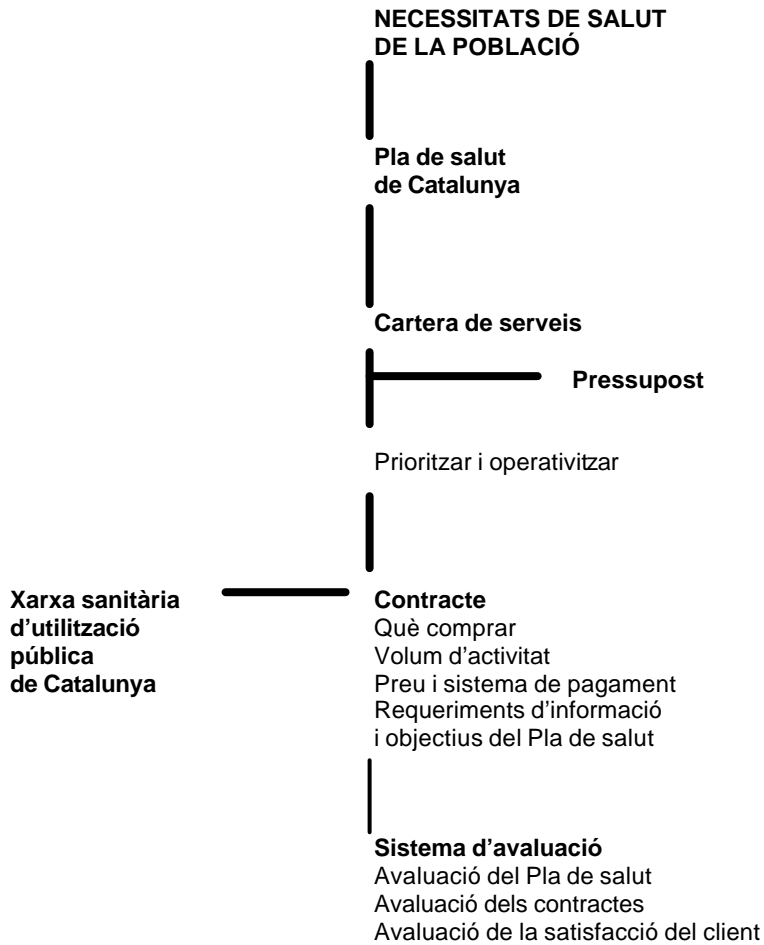 NECESSITATS DE SALUT
DE LA POBLACIÓ
Pla de salut
de Catalunya
Cartera de serveis
Pressupost
Prioritzar i operativitzar
Xarxa sanitària
d’utilització
pública
de Catalunya
Contracte
Què comprar
Volum d’activitat
Preu i sistema de pagament
Requeriments d’informació
i objectius del Pla de salut
Sistema d’avaluació
Avaluació del Pla de salut
Avaluació dels contractes
Avaluació de la satisfacció del client